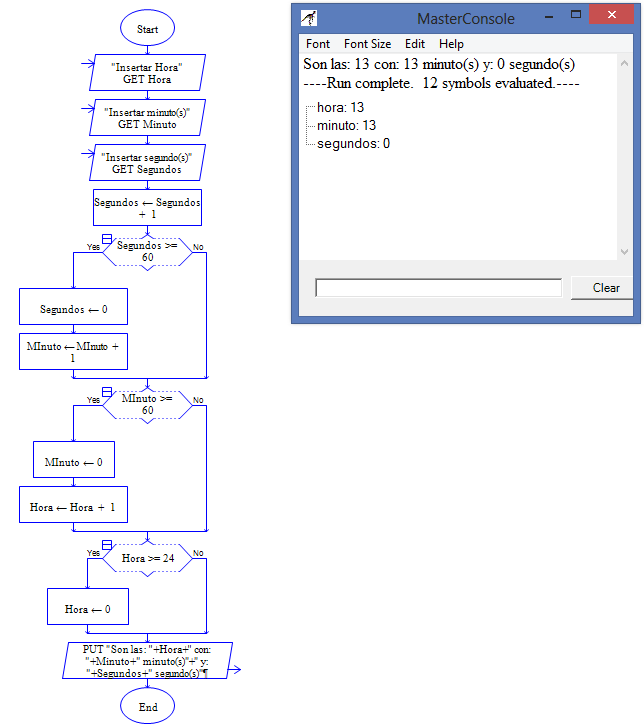 Start
"Insertar Hora"
GET Hora
"Insertar minuto(s)"
GET Minuto
"Insertar segundo(s)"
GET Segundos
Segundos ← Segundos
+ 1
Yes
Segundos >=
60
No
Segundos ← 0
MInuto ← MInuto +
1
Yes
MInuto >=
60
No
MInuto ← 0
Hora ← Hora + 1
Yes
Hora >= 24
No
Hora ← 0
PUT "Son las: "+Hora+" con:
"+Minuto+" minuto(s)"+" y:
"+Segundos+" segundo(s)"¶
End
MasterConsole
Font Font Size Edit Help
Son las: 13 con: 13 minuto(s) y: 0 segundo(s)
----Run complete. 12 symbols evaluated.----
hora: 13
minuto: 13
segundos: 0
Clear